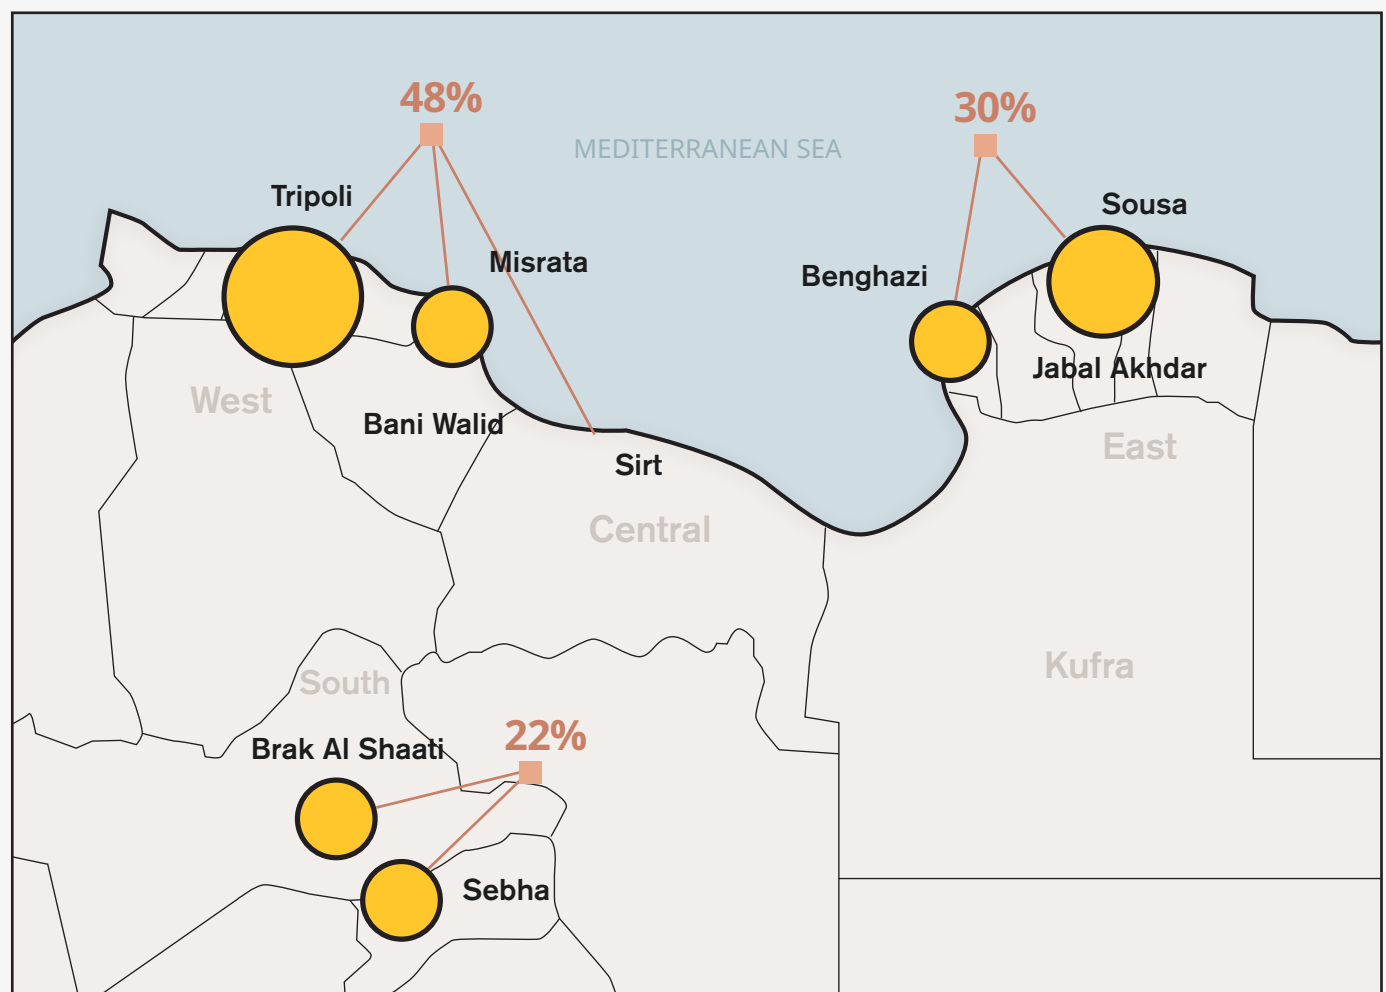 48%
30%
MEDITERRANEAN SEA
Tripoli
Sousa
Misrata
Benghazi
Jabal Akhdar
West
Bani Walid
East
Sirt
Central
Kufra
South
22%
Brak Al Shaati
Sebha